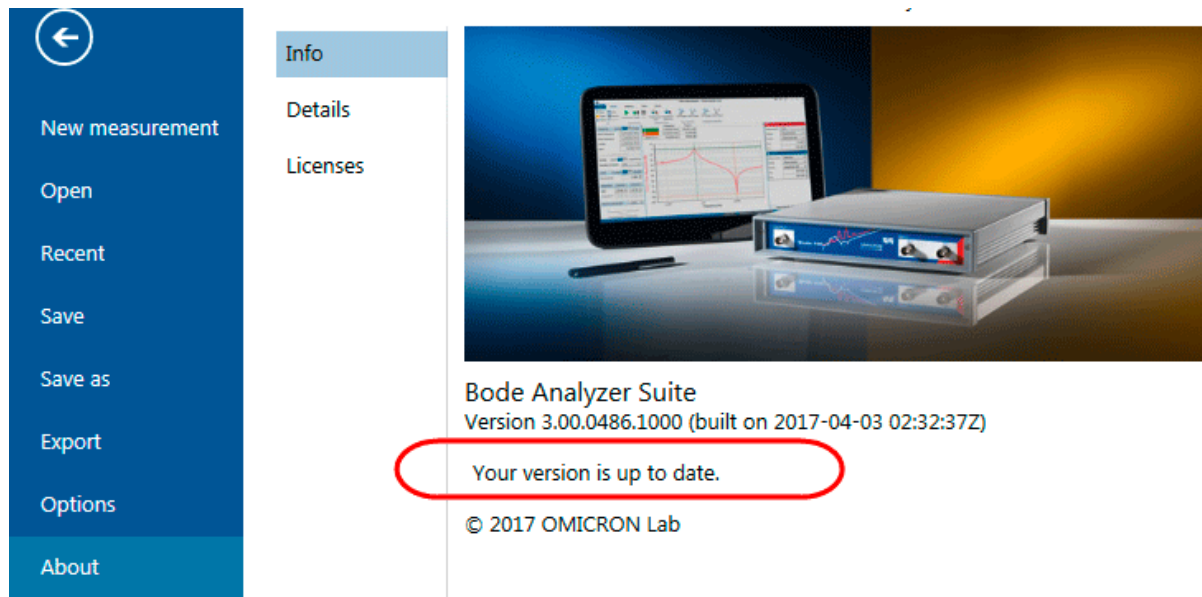 New measurement
Open
Recent
Save
Save as
Export
Options
About
Info
Details
Licenses
Bode Analyzer Suite
Version 3.00.0486.1000 (built on 2017-04-03 02:32:37Z)
Your version is up to date.
© 2017 OMICRON Lab